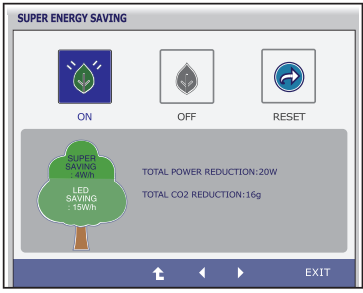 SUPER ENERGY SAVING
ON
OFF
RESET
SUPER
SAVING
: 4W/h
LED
SAVING
: 15W/h
TOTAL POWER REDUCTION:20W
TOTAL CO2 REDUCTION:16g
EXIT